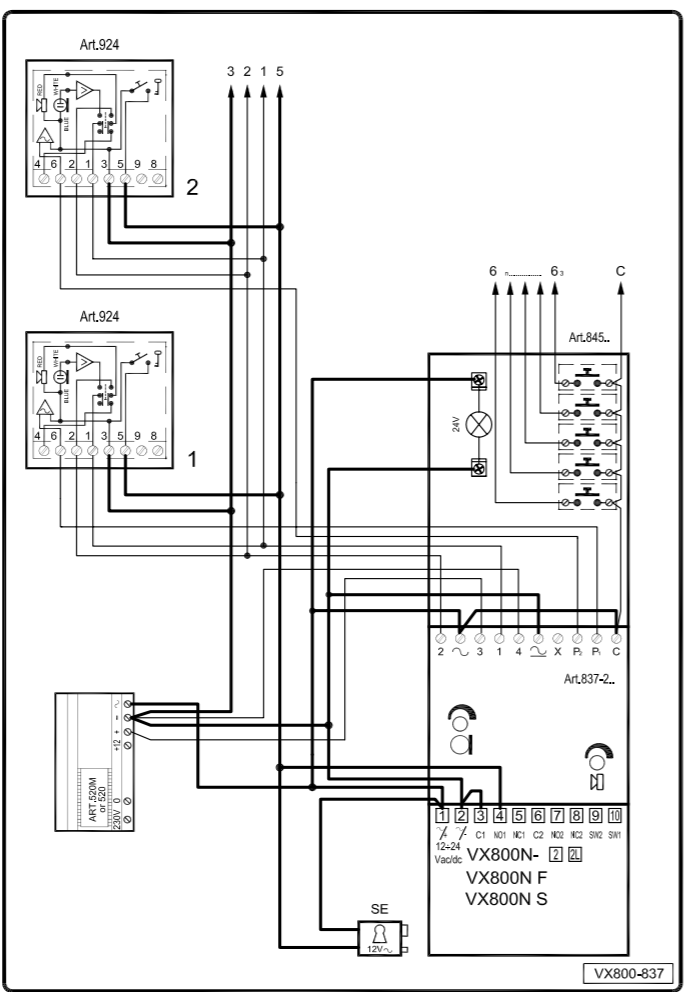 Art.924
3 2 1 5
RED
WHITE
BLUE
4 6 2 1 3 5 9 8
2
6 n............. 6 3 C
Art.924
Art.845..
RED
WHITE
BLUE
24V
4 6 2 1 3 5 9 8
1
2 3 1 4 X P2 P1 C
Art.837-2..
+ - +12
ART.520M
or 520
230V 0
1 2 3 4 5 6 7 8 9 10
C1 NO1 NC1 C2 NO2 NC2 SW2 SW1
12÷24
Vac/dc
VX800N- 2 2L
VX800N F
VX800N S
SE
12V~
VX800-837